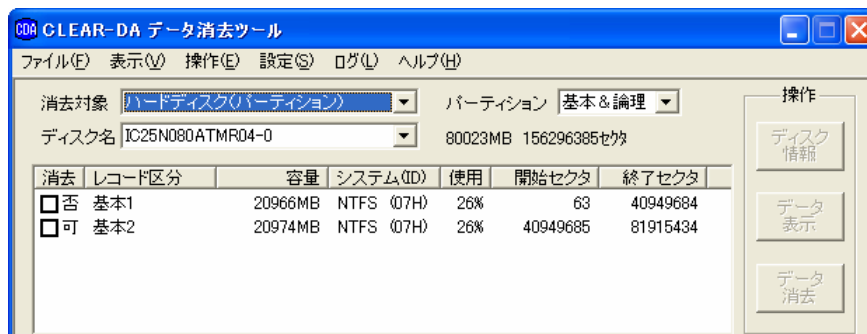 CDA CLEAR-DA データ消去ツール
ファイル(F) 表示(V) 操作(E) 設定(S) ログ(L) ヘルプ(H)
消去対象 ハードディスク(パーティション) パーティション 基本&論理
ディスク名 IC25N080ATMR04-0 80023MB 156296385セクタ
操作
ディスク情報
データ表示
データ消去
消去 レコード区分 容量 システム(ID) 使用 開始セクタ 終了セクタ
否 基本1 20966MB NTFS (07H) 26% 63 40949684
可 基本2 20974MB NTFS (07H) 26% 40949685 81915434